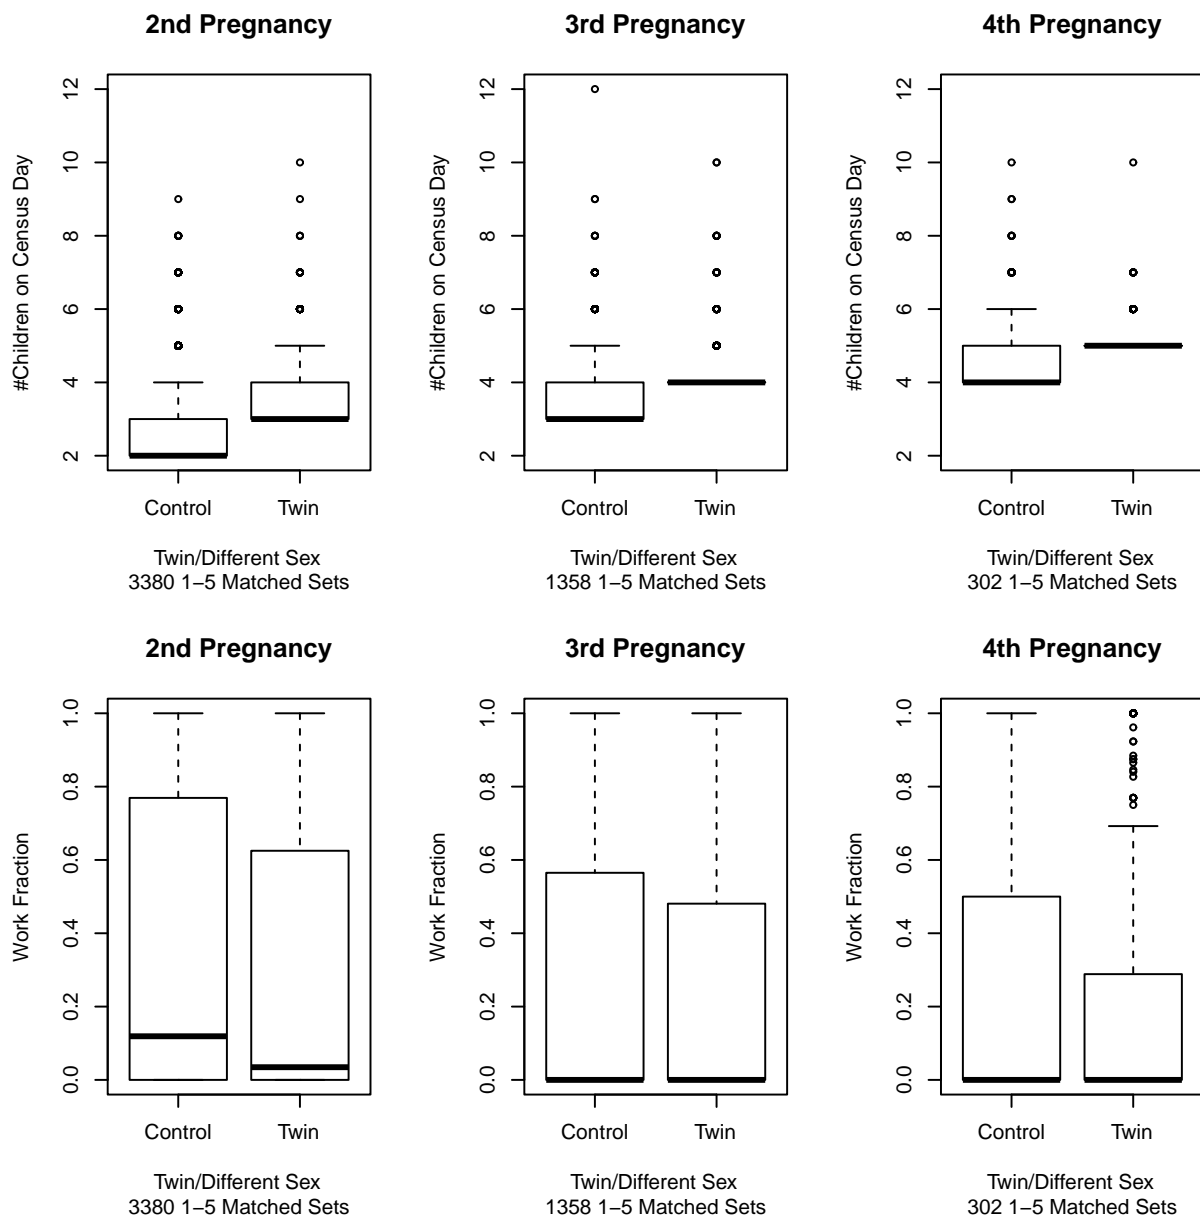 2nd Pregnancy
#Children on Census Day
12
10
8
6
4
2
Control Twin
Twin/Different Sex
3380 1−5 Matched Sets
3rd Pregnancy
#Children on Census Day
12
10
8
6
4
2
Control Twin
Twin/Different Sex
1358 1−5 Matched Sets
4th Pregnancy
#Children on Census Day
12
10
8
6
4
2
Control Twin
Twin/Different Sex
302 1−5 Matched Sets
2nd Pregnancy
Work Fraction
1.0
0.8
0.6
0.4
0.2
0.0
Control Twin
Twin/Different Sex
3380 1−5 Matched Sets
3rd Pregnancy
Work Fraction
1.0
0.8
0.6
0.4
0.2
0.0
Control Twin
Twin/Different Sex
1358 1−5 Matched Sets
4th Pregnancy
Work Fraction
1.0
0.8
0.6
0.4
0.2
0.0
Control Twin
Twin/Different Sex
302 1−5 Matched Sets